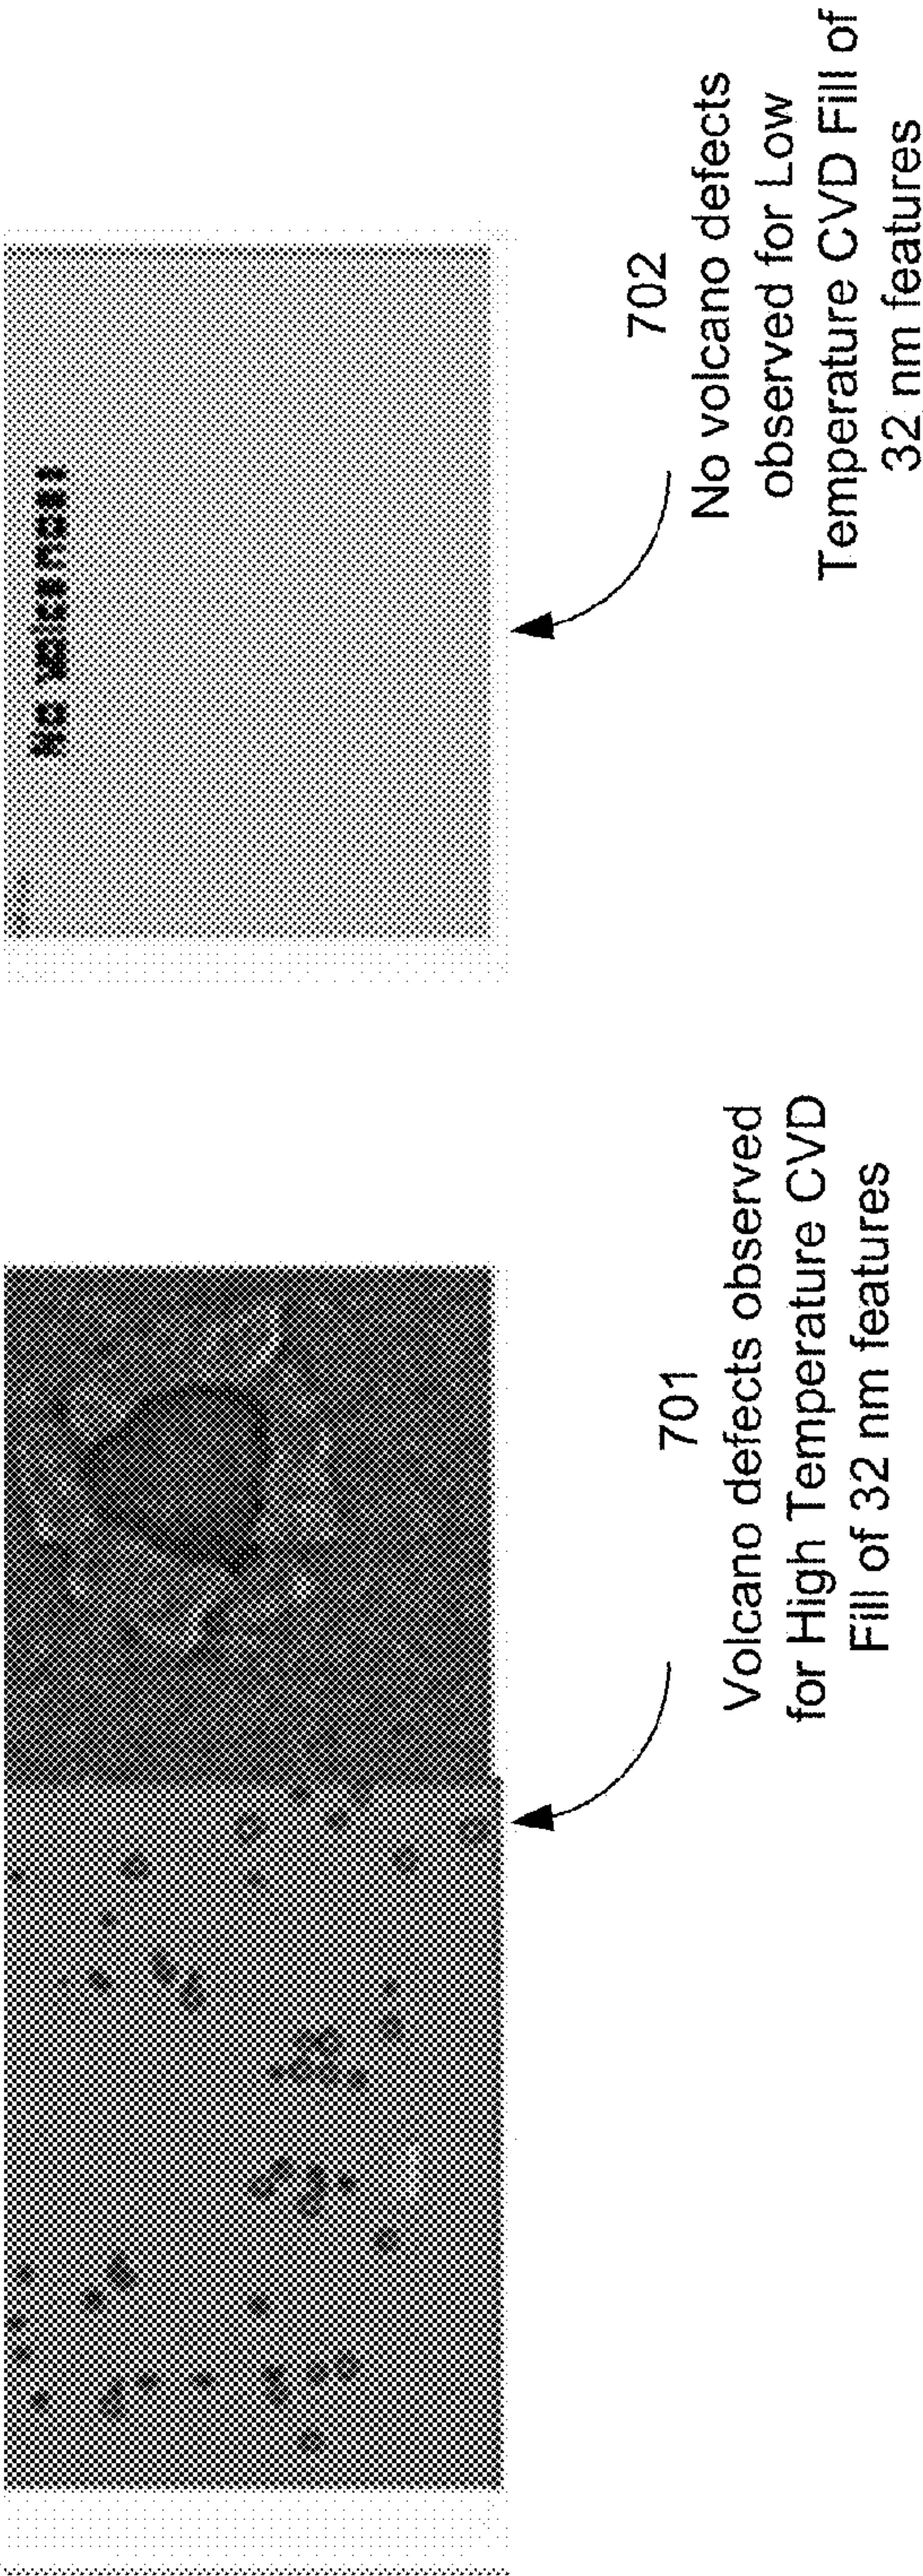 701
Volcano defects observed
for High Temperature CVD
Fill of 32 nm features
No
702
No volcano defects
observed for Low
Temperature CVD Fill of
32 nm features